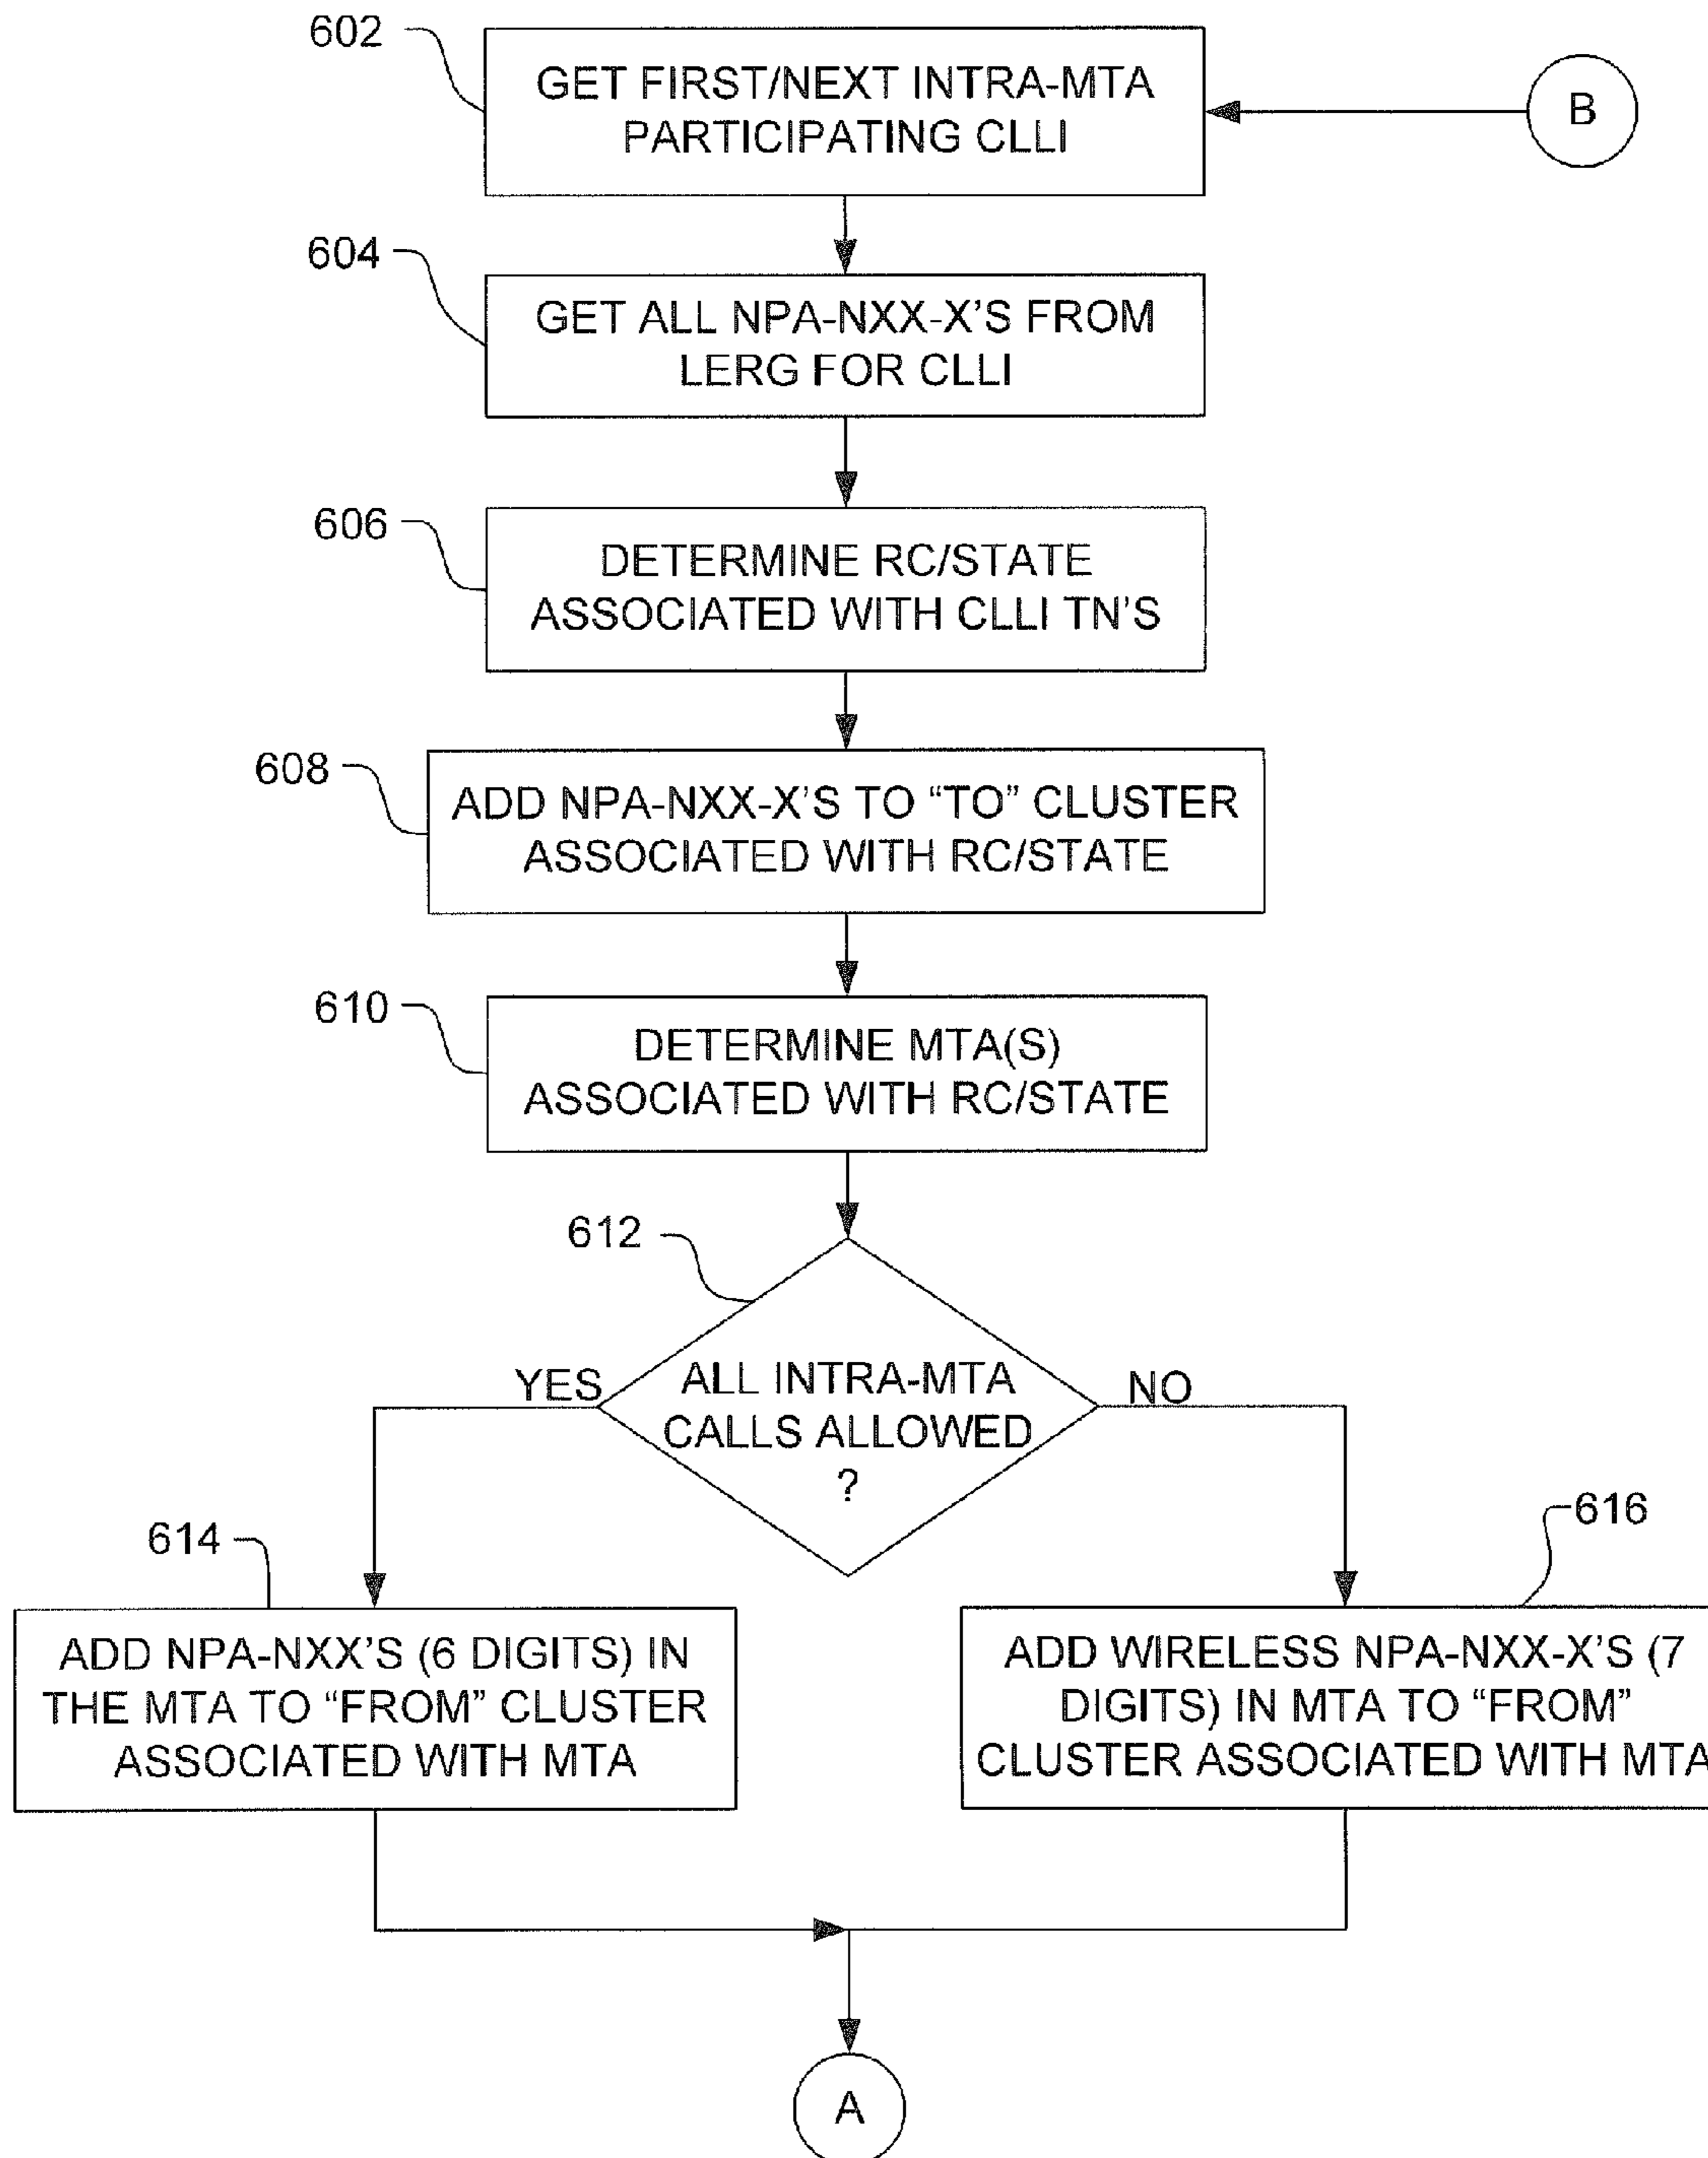 602
GET FIRST/NEXT INTRA-MTA
PARTICIPATING CLLI
B
604
GET ALL NPA-NXX-X'S FROM
LERG FOR CLLI
606
DETERMINE RC/STATE
ASSOCIATED WITH CLLI TN'S
608
ADD NPA-NXX-X'S TO “TO” CLUSTER
ASSOCIATED WITH RC/STATE
610
DETERMINE MTA(S)
ASSOCIATED WITH RC/STATE
612
YES
ALL INTRA-MTA
CALLS ALLOWED
?
NO
614
ADD NPA-NXX'S (6 DIGITS) IN
THE MTA TO “FROM” CLUSTER
ASSOCIATED WITH MTA
616
ADD WIRELESS NPA-NXX-X'S (7
DIGITS) IN MTA TO “FROM”
CLUSTER ASSOCIATED WITH MTA
A